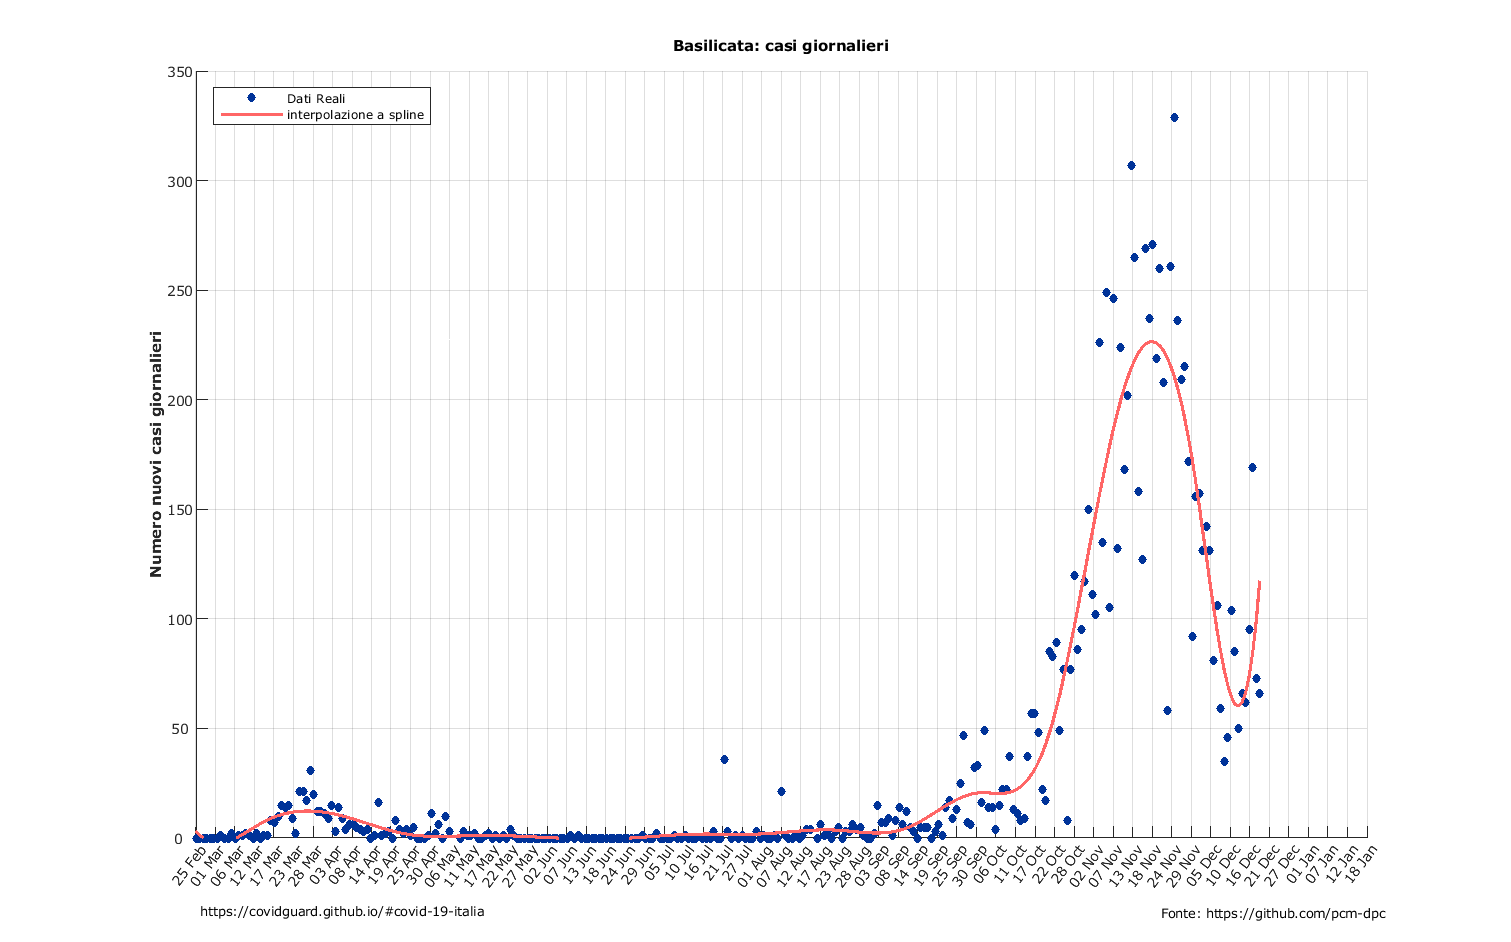 Basilicata: casi giornalieri
350
300
250
200
150
100
50
0
Numero nuovi casi giornalieri
Dati Reali
interpolazione a spline
25 Feb
01 Mar
06 Mar
12 Mar
17 Mar
23 Mar
28 Mar
03 Apr
08 Apr
14 Apr
19 Apr
25 Apr
30 Apr
06 May
11 May
17 May
22 May
27 May
02 Jun
07 Jun
13 Jun
18 Jun
24 Jun
29 Jun
05 Jul
10 Jul
16 Jul
21 Jul
27 Jul
01 Aug
07 Aug
12 Aug
17 Aug
23 Aug
28 Aug
03 Sep
08 Sep
14 Sep
19 Sep
25 Sep
30 Sep
06 Oct
11 Oct
17 Oct
22 Oct
28 Oct
02 Nov
07 Nov
13 Nov
18 Nov
24 Nov
29 Nov
05 Dec
10 Dec
16 Dec
21 Dec
27 Dec
01 Jan
07 Jan
12 Jan
18 Jan
https://covidguard.github.io/#covid-19-italia
Fonte: https://github.com/pcm-dpc